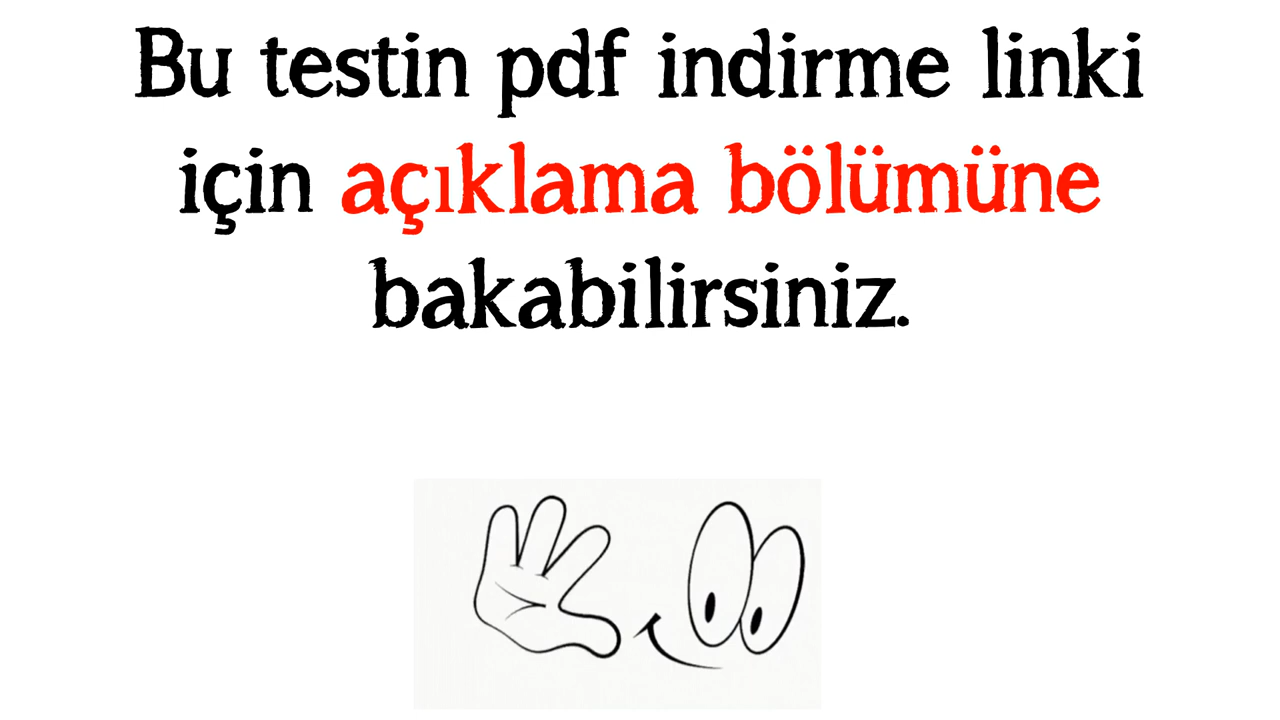 Bu testin pdf indirme linki
için açıklama bölümüne
bakabilirsiniz.